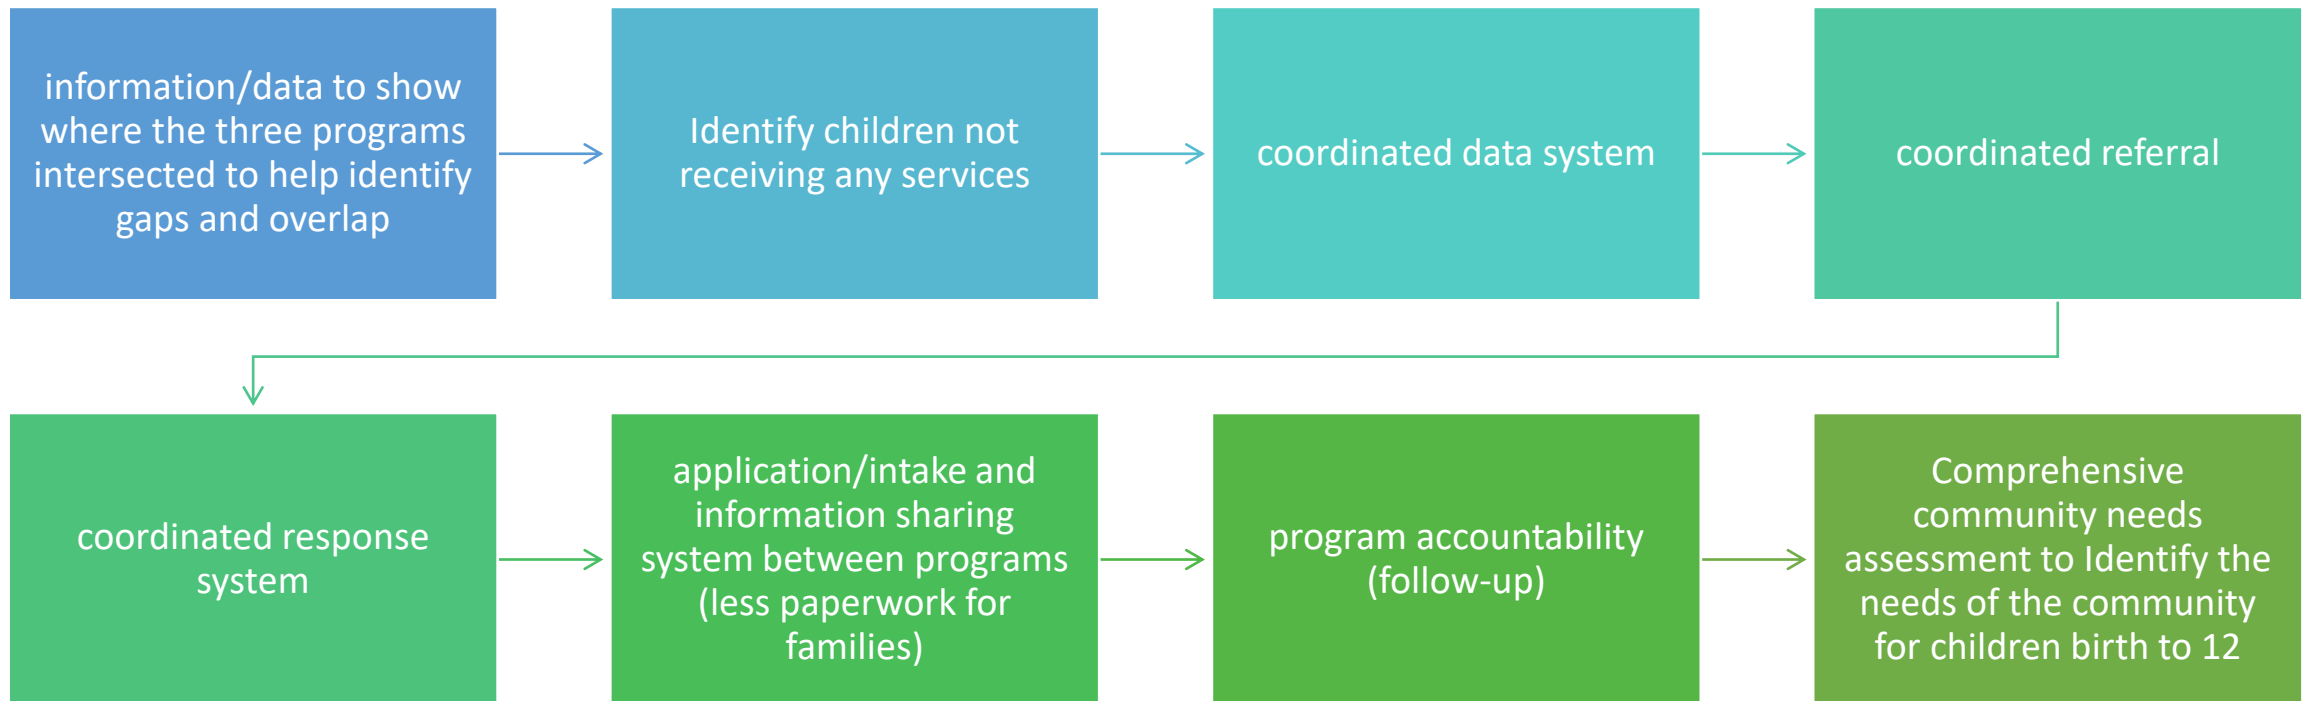 information/data to show
where the three programs
intersected to help identify
gaps and overlap
Identify children not
receiving any services
coordinated data system
coordinated referral
coordinated response
system
application/intake and
information sharing
system between programs
(less paperwork for
families)
program accountability
(follow-up)
Comprehensive
community needs
assessment to Identify the
needs of the community
for children birth to 12